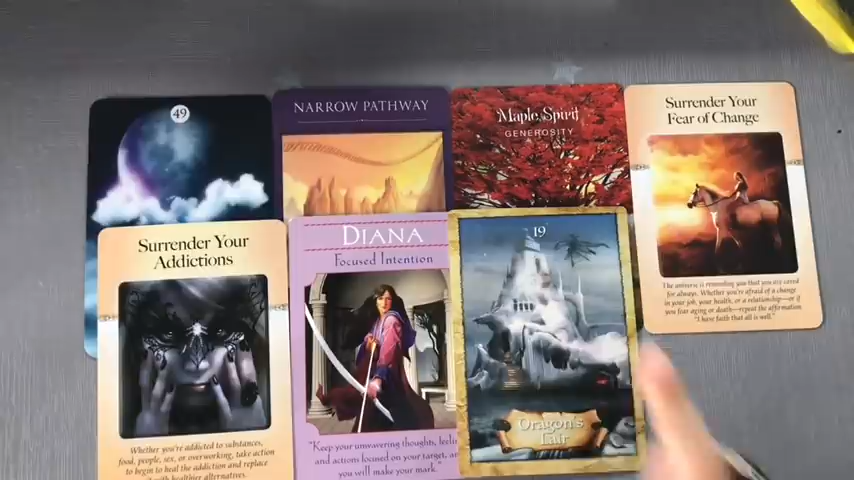 49
NARROW PATHWAY
Maple Spirit
GENEROSITY
Surrender Your
Fear of Change
The universe is reminding you that you are cared
for always. Whether you're afraid of a change
in your job, your health, or a relationship—or if
you fear aging or death—repeat the affirmation,
"I have faith that all is well."
Surrender Your
Addictions
Whether you're addicted to substances,
food, people, sex, or overworking, take action
to begin to heal the addiction and replace
it with healthier alternatives.
DIANA
Focused Intention
"Keep your unwavering thoughts,
and actions focused on your target,
you will make your mark."
19
Dragon's
Lair